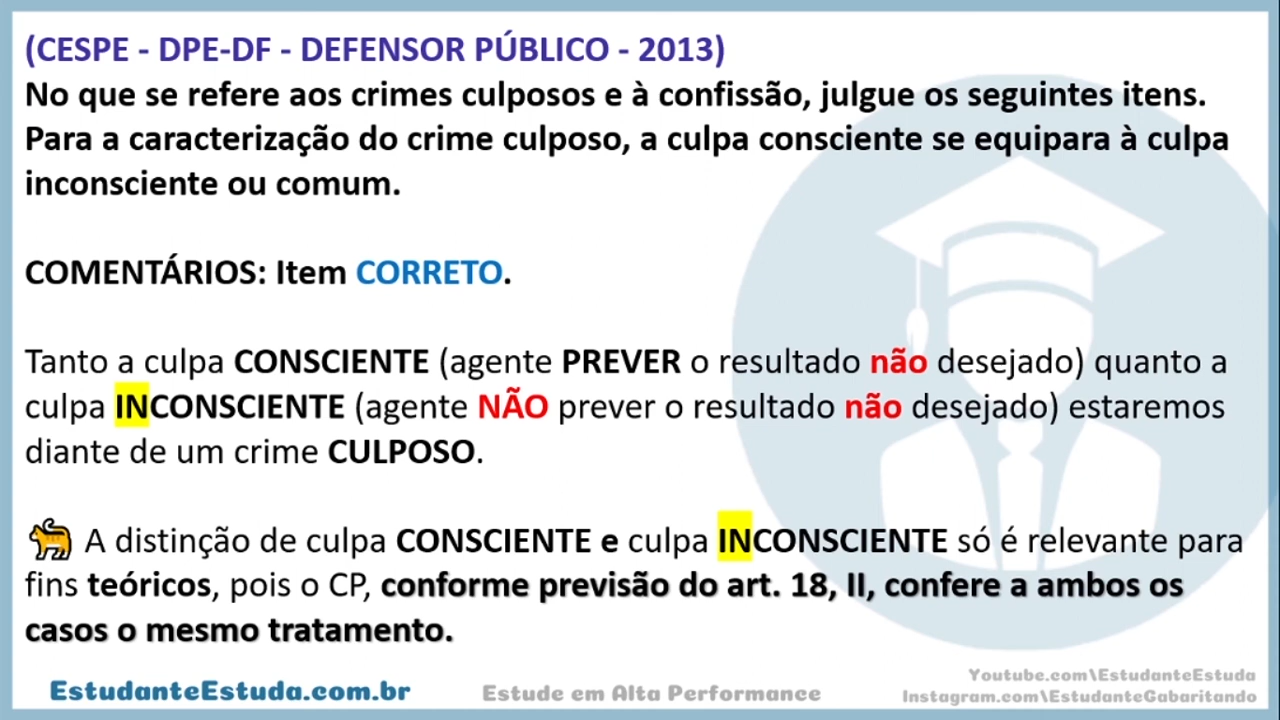 (CESPE - DPE-DF - DEFENSOR PÚBLICO - 2013)
No que se refere aos crimes culposos e à confissão, julgue os seguintes itens.
Para a caracterização do crime culposo, a culpa consciente se equipara à culpa
inconsciente ou comum.
COMENTÁRIOS: Item CORRETO.
Tanto a culpa CONSCIENTE (agente PREVER o resultado não desejado) quanto a
culpa INCONSCIENTE (agente NÃO prever o resultado não desejado) estaremos
diante de um crime CULPOSO.
A distinção de culpa CONSCIENTE e culpa INCONSCIENTE só é relevante para
fins teóricos, pois o CP, conforme previsão do art. 18, II, confere a ambos os
casos o mesmo tratamento.
EstudanteEstuda.com.br
Estude em Alta Performance
Youtube.com\EstudanteEstuda
Instagram.com\EstudanteGabaritando